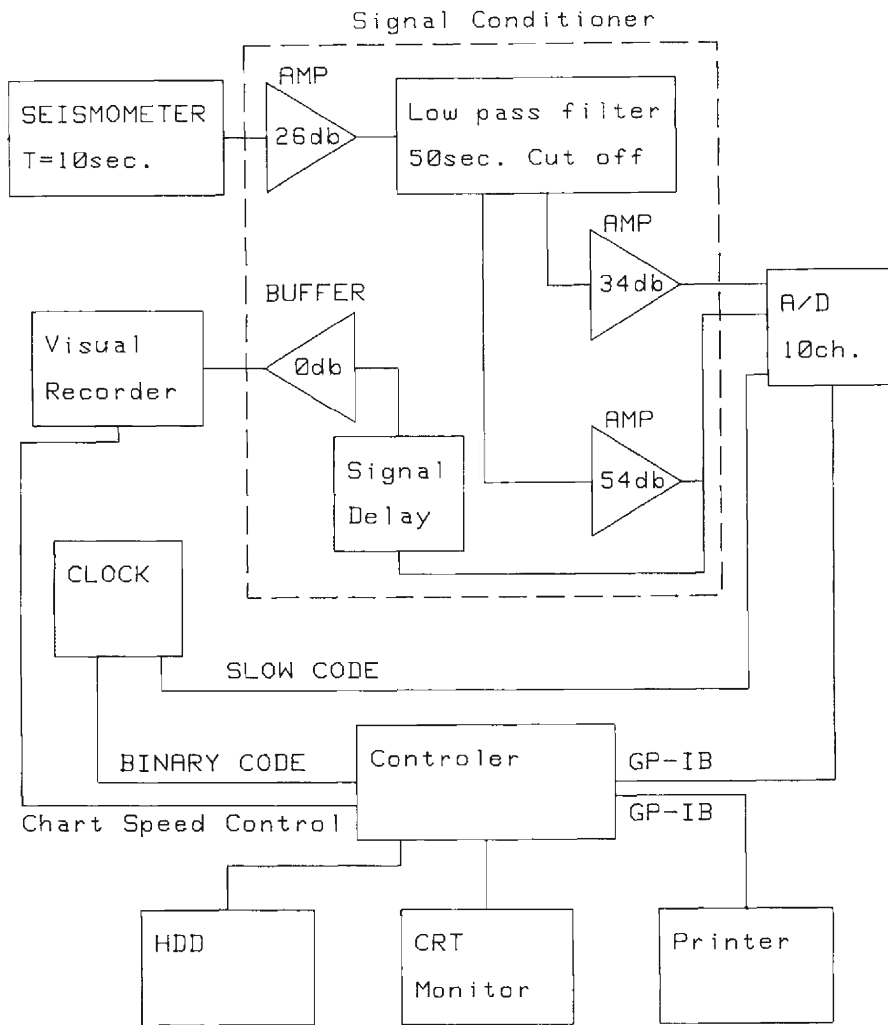 Signal Conditioner
AMP
SEISMOMETER
T=10sec.
26db
Low pass filter
50sec. Cut off
AMP
34db
A/D
10ch.
BUFFER
Visual
Recorder
0db
AMP
54db
Signal
Delay
CLOCK
SLOW CODE
BINARY CODE
Controler
GP-IB
GP-IB
Chart Speed Control
HDD
CRT
Monitor
Printer